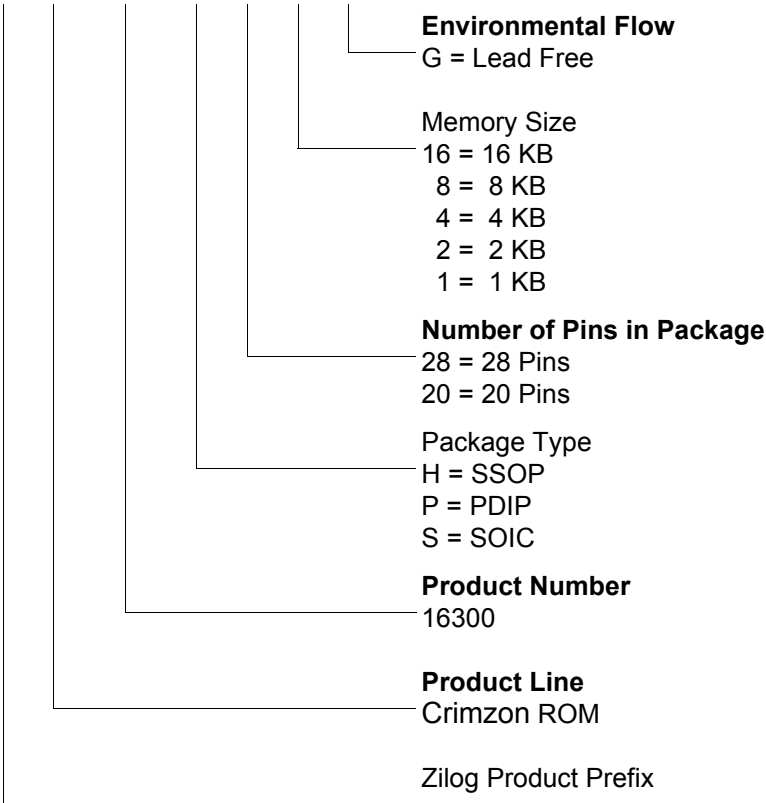 Environmental Flow
G = Lead Free
Memory Size
16 = 16 KB
8 = 8 KB
4 = 4 KB
2 = 2 KB
1 = 1 KB
Number of Pins in Package
28 = 28 Pins
20 = 20 Pins
Package Type
H = SSOP
P = PDIP
S = SOIC
Product Number
16300
Product Line
Crimzon ROM
Zilog Product Prefix